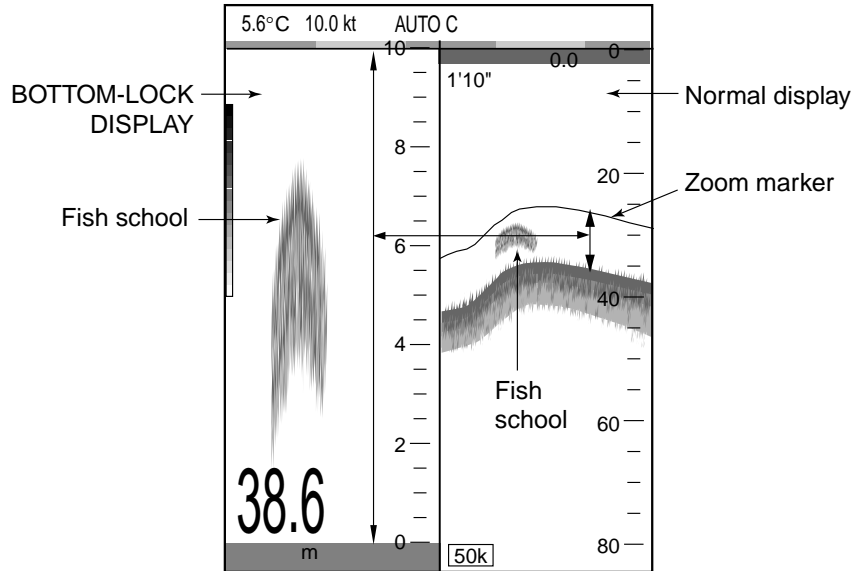 5.6°C 10.0 kt AUTO C
BOTTOM-LOCK
DISPLAY
Fish school
10
8
6
4
2
0
38.6
m
1'10"
0.0
0
20
40
60
80
50k
Fish
school
Normal display
Zoom marker